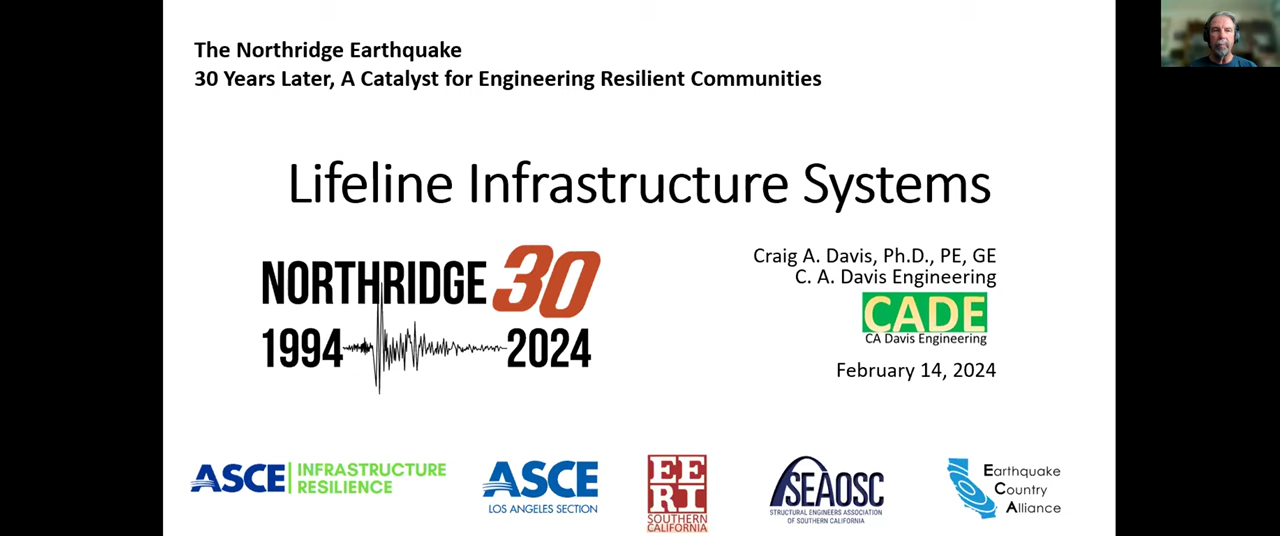 The Northridge Earthquake
30 Years Later, A Catalyst for Engineering Resilient Communities
Lifeline Infrastructure Systems
NORTHRIDGE 30
1994 2024
Craig A. Davis, Ph.D., PE, GE
C. A. Davis Engineering
CADE
CA Davis Engineering
February 14, 2024
ASCE INFRASTRUCTURE
RESILIENCE
ASCE
LOS ANGELES SECTION
EE
RI
SOUTHERN
CALIFORNIA
SEAOSC
STRUCTURAL ENGINEERS ASSOCIATION
OF SOUTHERN CALIFORNIA
Earthquake
Country
Alliance